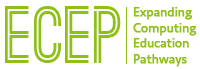 ECEP
Expanding
Computing
Education
Pathways